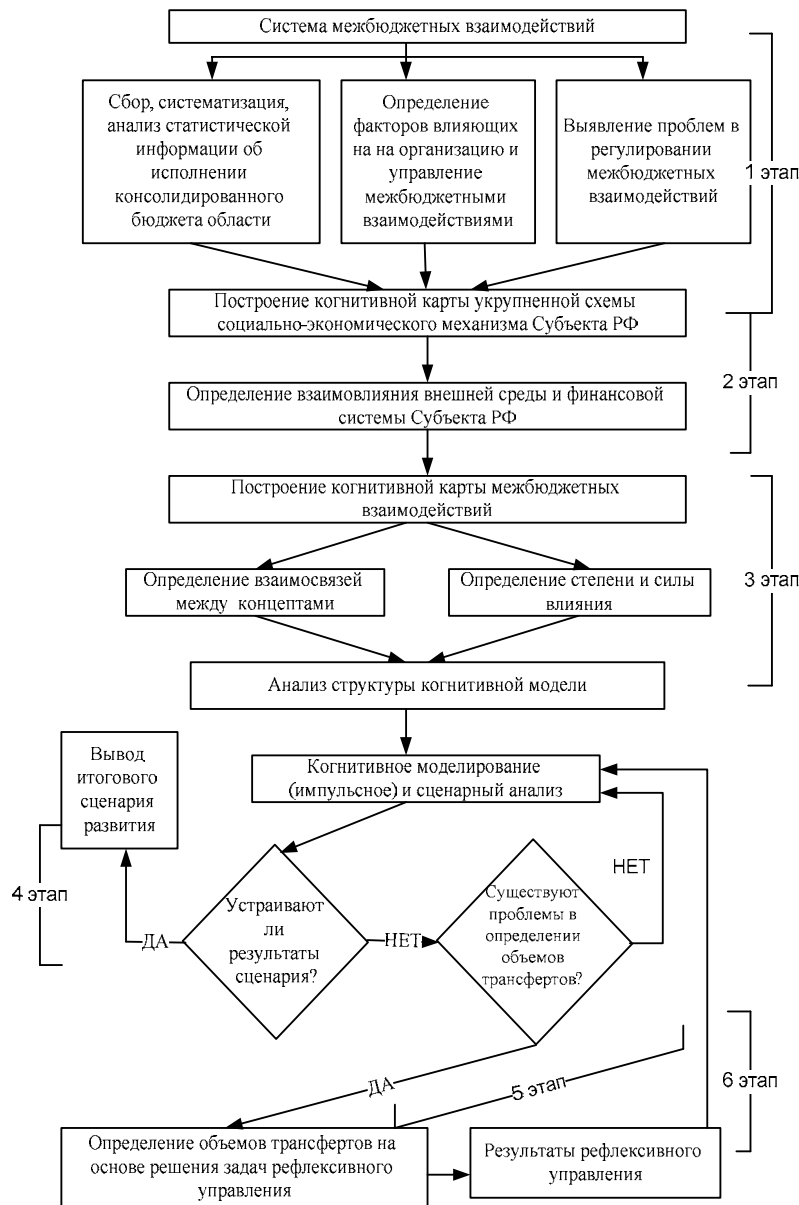 Система межбюджетных взаимодействий
Сбор, систематизация,
анализ статистической
информации об
исполнении
консолидированного
бюджета области
Определение
факторов влияющих
на на организацию и
управление
межбюджетными
взаимодействиями
Выявление проблем в
регулировании
межбюджетных
взаимодействий
1 этап
Построение когнитивной карты укрупненной схемы
социально-экономического механизма Субъекта РФ
2 этап
Определение взаимовлияния внешней среды и финансовой
системы Субъекта РФ
Построение когнитивной карты межбюджетных
взаимодействий
3 этап
Определение взаимосвязей
между концептами
Определение степени и силы
влияния
Анализ структуры когнитивной модели
Вывод
итогового
сценария
развития
Когнитивное моделирование
(импульсное) и сценарный анализ
НЕТ
4 этап
Устраивают
ли
результаты
сценария?
Существуют
проблемы в
определении
объемов
трансфертов?
ДА
НЕТ
ДА
5 этап
6 этап
Определение объемов трансфертов на
основе решения задач рефлексивного
управления
Результаты рефлексивного
управления